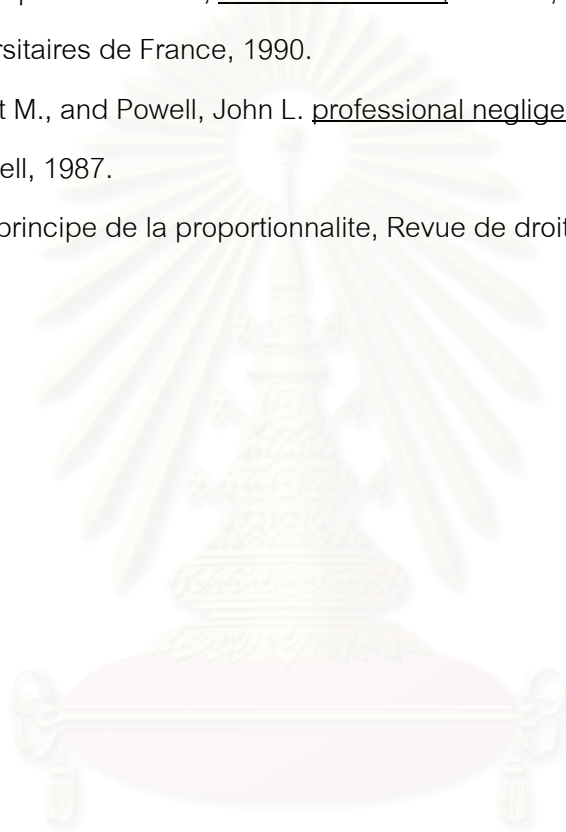 rsitaires de France, 1990.
t M., and Powell, John L. professional neglige
ell, 1987.
principe de la proportionnalite, Revue de droit